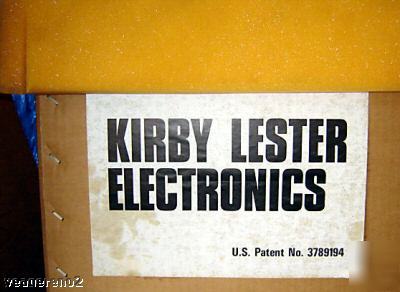 KIRBY LESTER
ELECTRONICS
U.S. Patent No. 3789194